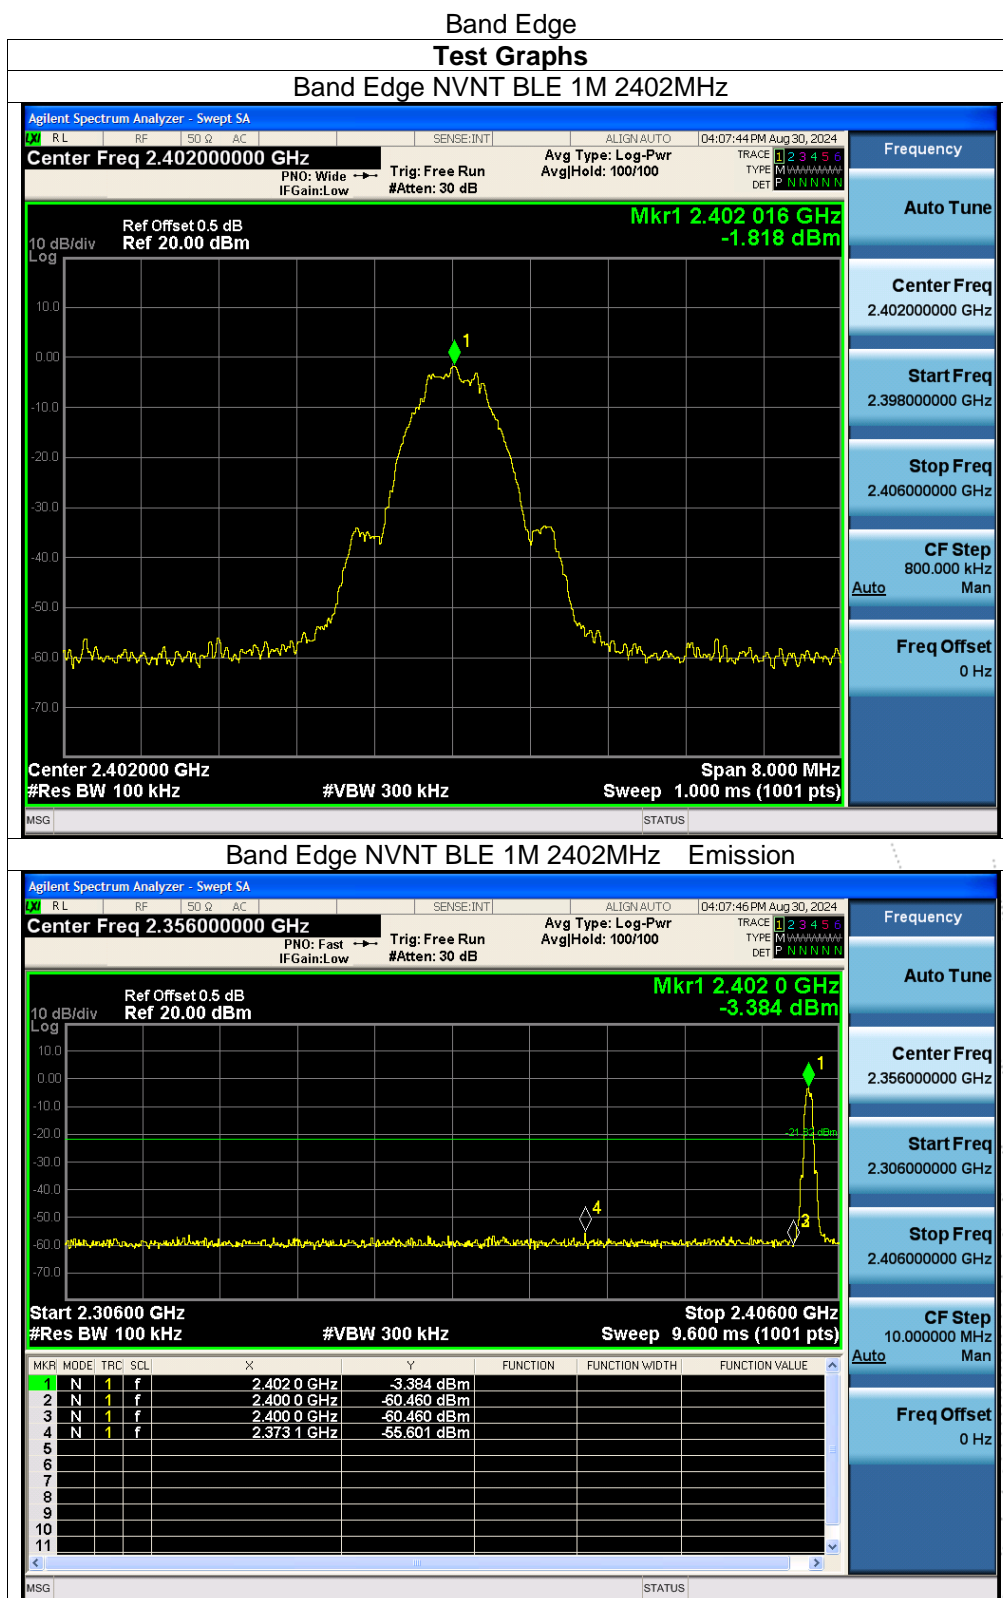 Band Edge
Test Graphs
Band Edge NVNT BLE 1M 2402MHz
Agilent Spectrum Analyzer - Swept SA
LXI RL RF 50 Ω AC SENSE:INT ALIGN AUTO 04:07:44 PM Aug 30, 2024
Center Freq 2.402000000 GHz
PNO: Wide
IFGain:Low
Trig: Free Run
#Atten: 30 dB
Avg Type: Log-Pwr
Avg|Hold: 100/100
TRACE 1 2 3 4 5 6
TYPE M WWWWW
DET P N N N N N
Mkr1 2.402 016 GHz
-1.818 dBm
Ref Offset 0.5 dB
10 dB/div Ref 20.00 dBm
Log
10.0
0.00
-10.0
-20.0
-30.0
-40.0
-50.0
-60.0
-70.0
1
Center 2.402000 GHz Span 8.000 MHz
#Res BW 100 kHz #VBW 300 kHz Sweep 1.000 ms (1001 pts)
MSG STATUS
Frequency
Auto Tune
Center Freq
2.402000000 GHz
Start Freq
2.398000000 GHz
Stop Freq
2.406000000 GHz
CF Step
800.000 kHz
Auto Man
Freq Offset
0 Hz
Band Edge NVNT BLE 1M 2402MHz Emission
Agilent Spectrum Analyzer - Swept SA
LXI RL RF 50 Ω AC SENSE:INT ALIGN AUTO 04:07:46 PM Aug 30, 2024
Center Freq 2.356000000 GHz
PNO: Fast
IFGain:Low
Trig: Free Run
#Atten: 30 dB
Avg Type: Log-Pwr
Avg|Hold: 100/100
TRACE 1 2 3 4 5 6
TYPE M WWWWW
DET P N N N N N
Mkr1 2.402 0 GHz
-3.384 dBm
Ref Offset 0.5 dB
10 dB/div Ref 20.00 dBm
Log
10.0
0.00
-10.0
-20.0
-30.0
-40.0
-50.0
-60.0
-70.0
1
-21.82 dBm
4
3
Start 2.30600 GHz Stop 2.40600 GHz
#Res BW 100 kHz #VBW 300 kHz Sweep 9.600 ms (1001 pts)
MKR MODE TRC SCL X Y FUNCTION FUNCTION WIDTH FUNCTION VALUE
1 N 1 f 2.402 0 GHz -3.384 dBm
2 N 1 f 2.400 0 GHz -60.460 dBm
3 N 1 f 2.400 0 GHz -60.460 dBm
4 N 1 f 2.373 1 GHz -55.601 dBm
5
6
7
8
9
10
11
MSG STATUS
Frequency
Auto Tune
Center Freq
2.356000000 GHz
Start Freq
2.306000000 GHz
Stop Freq
2.406000000 GHz
CF Step
10.000000 MHz
Auto Man
Freq Offset
0 Hz